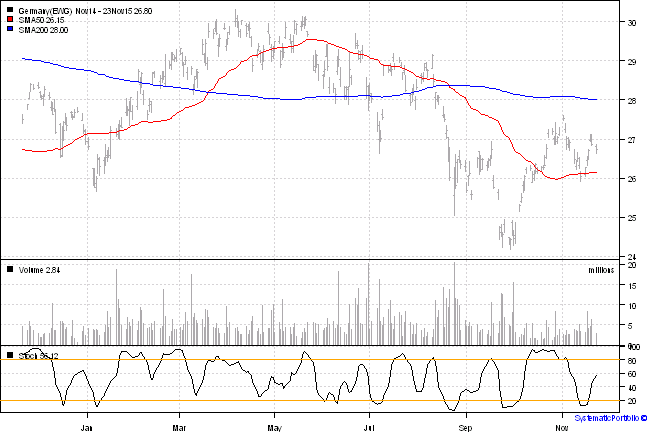 Germany(EWG) Nov14 - 23Nov15 26.80
SMA50 26.15
SMA200 28.00
30
29
28
27
26
25
24
Volume 2.84
millions
20
15
10
5
0
Stoch 56.12
100
80
60
40
20
Jan Mar May Jul Sep Nov
SystematicPortfolio ©